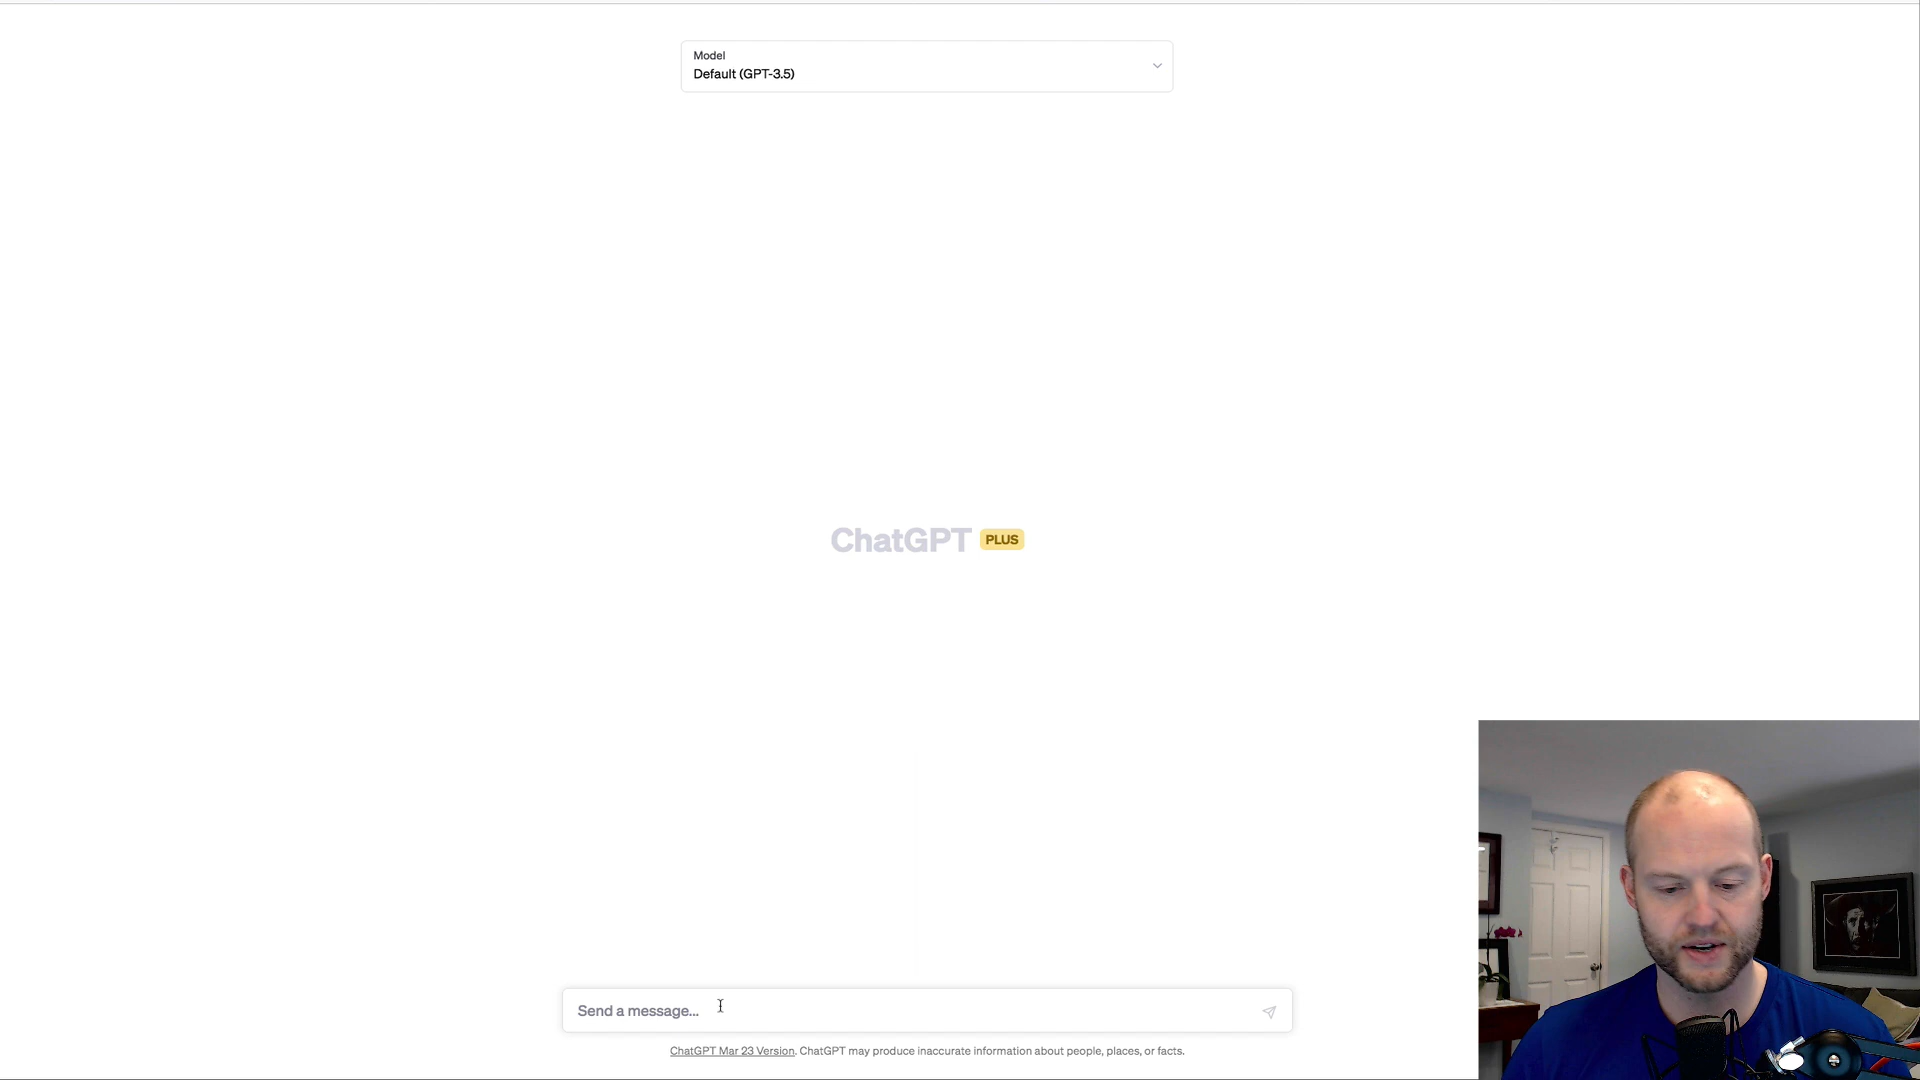 Model
Default (GPT-3.5)
ChatGPT PLUS
Send a message...
ChatGPT Mar 23 Version. ChatGPT may produce inaccurate information about people, places, or facts.